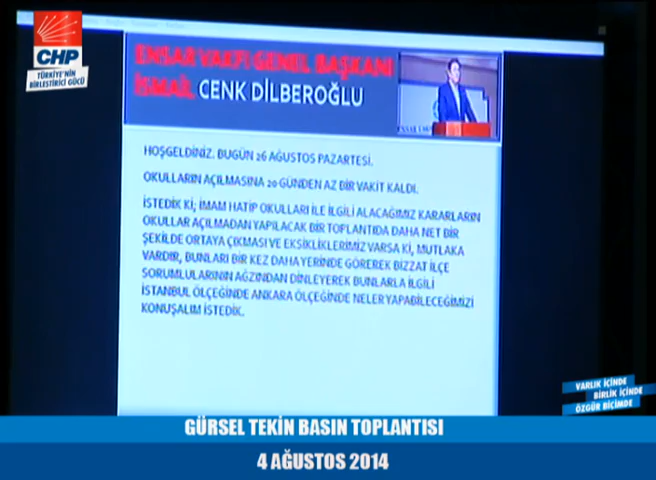 CHP
TÜRKİYE'NİN
BİRLEŞTİRİCİ GÜCÜ
ENSAR VAKFI GENEL BAŞKANI
İSMAİL CENK DİLBEROĞLU
HOŞGELDİNİZ. BUGÜN 26 AĞUSTOS PAZARTESİ.
OKULLARIN AÇILMASINA 20 GÜNDEN AZ BİR VAKİT KALDI.
İSTEDİK Kİ, İMAM HATİP OKULLARI İLE İLGİLİ ALACAĞIMIZ KARARLARIN
OKULLAR AÇILMADAN YAPILACAK BİR TOPLANTIDA DAHA NET BİR
ŞEKİLDE ORTAYA ÇIKMASI VE EKSİKLİKLERİMİZ VARSA Kİ, MUTLAKA
VARDIR, BUNLARI BİR KEZ DAHA YERİNDE GÖREREK BİZZAT İLÇE
SORUMLULARININ AĞZINDAN DİNLEYEREK BUNLARLA İLGİLİ
İSTANBUL ÖLÇEĞİNDE ANKARA ÖLÇEĞİNDE NELER YAPABİLECEĞİMİZİ
KONUŞALIM İSTEDİK.
VARLIK İÇİNDE
BİRLİK İÇİNDE
ÖZGÜR BİÇİMDE
GÜRSEL TEKİN BASIN TOPLANTISI
4 AĞUSTOS 2014